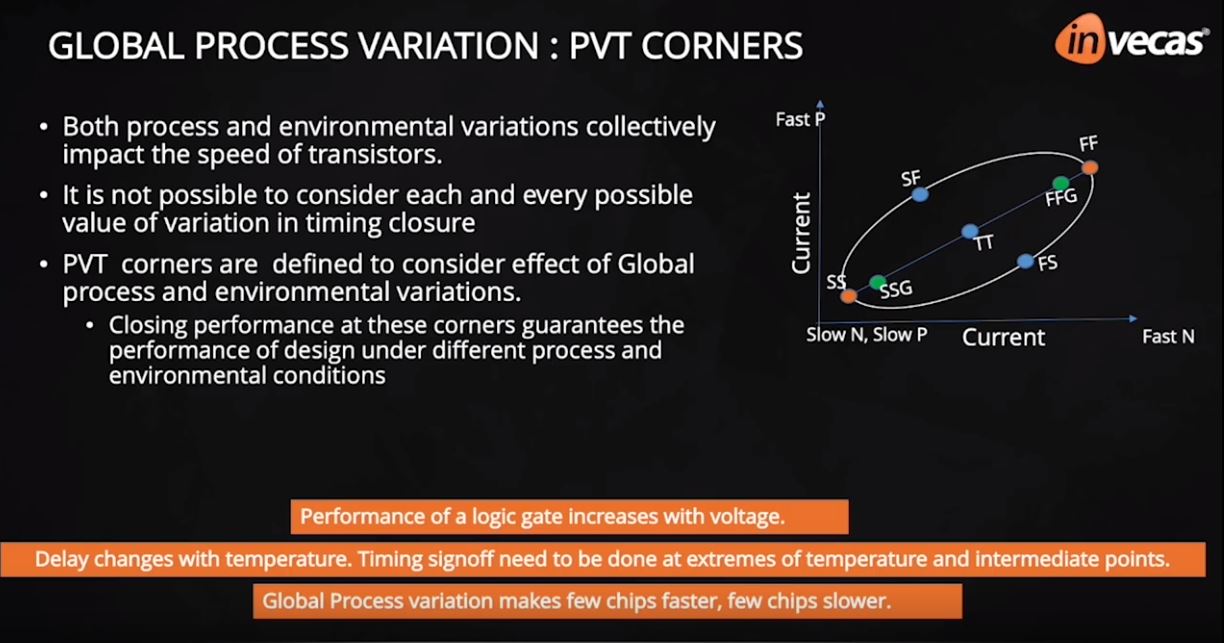 GLOBAL PROCESS VARIATION : PVT CORNERS
invecas®
• Both process and environmental variations collectively
impact the speed of transistors.
• It is not possible to consider each and every possible
value of variation in timing closure
• PVT corners are defined to consider effect of Global
process and environmental variations.
• Closing performance at these corners guarantees the
performance of design under different process and
environmental conditions
Fast P
FF
SF
FFG
Current
TT
FS
SS
SSG
Slow N, Slow P
Current
Fast N
Performance of a logic gate increases with voltage.
Delay changes with temperature. Timing signoff need to be done at extremes of temperature and intermediate points.
Global Process variation makes few chips faster, few chips slower.